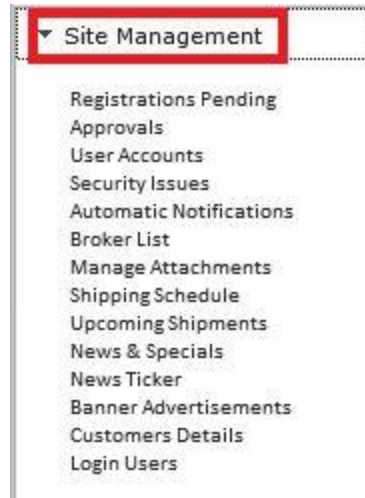 Site Management
Registrations Pending
Approvals
User Accounts
Security Issues
Automatic Notifications
Broker List
Manage Attachments
Shipping Schedule
Upcoming Shipments
News & Specials
News Ticker
Banner Advertisements
Customers Details
Login Users